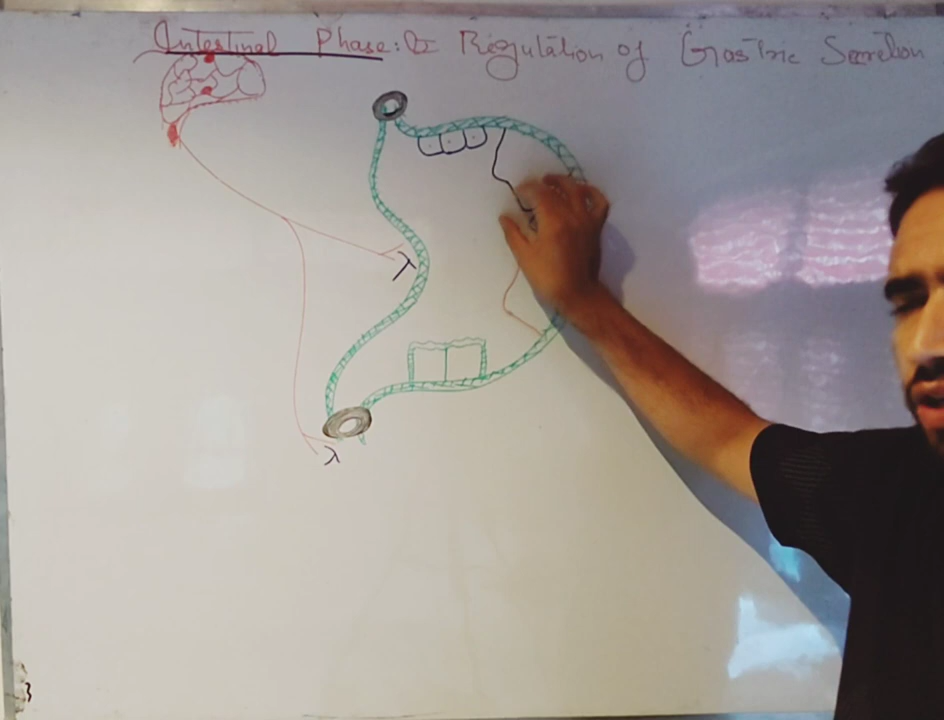 Intestinal Phase: Regulation of Gastric Secretion
λ
λ